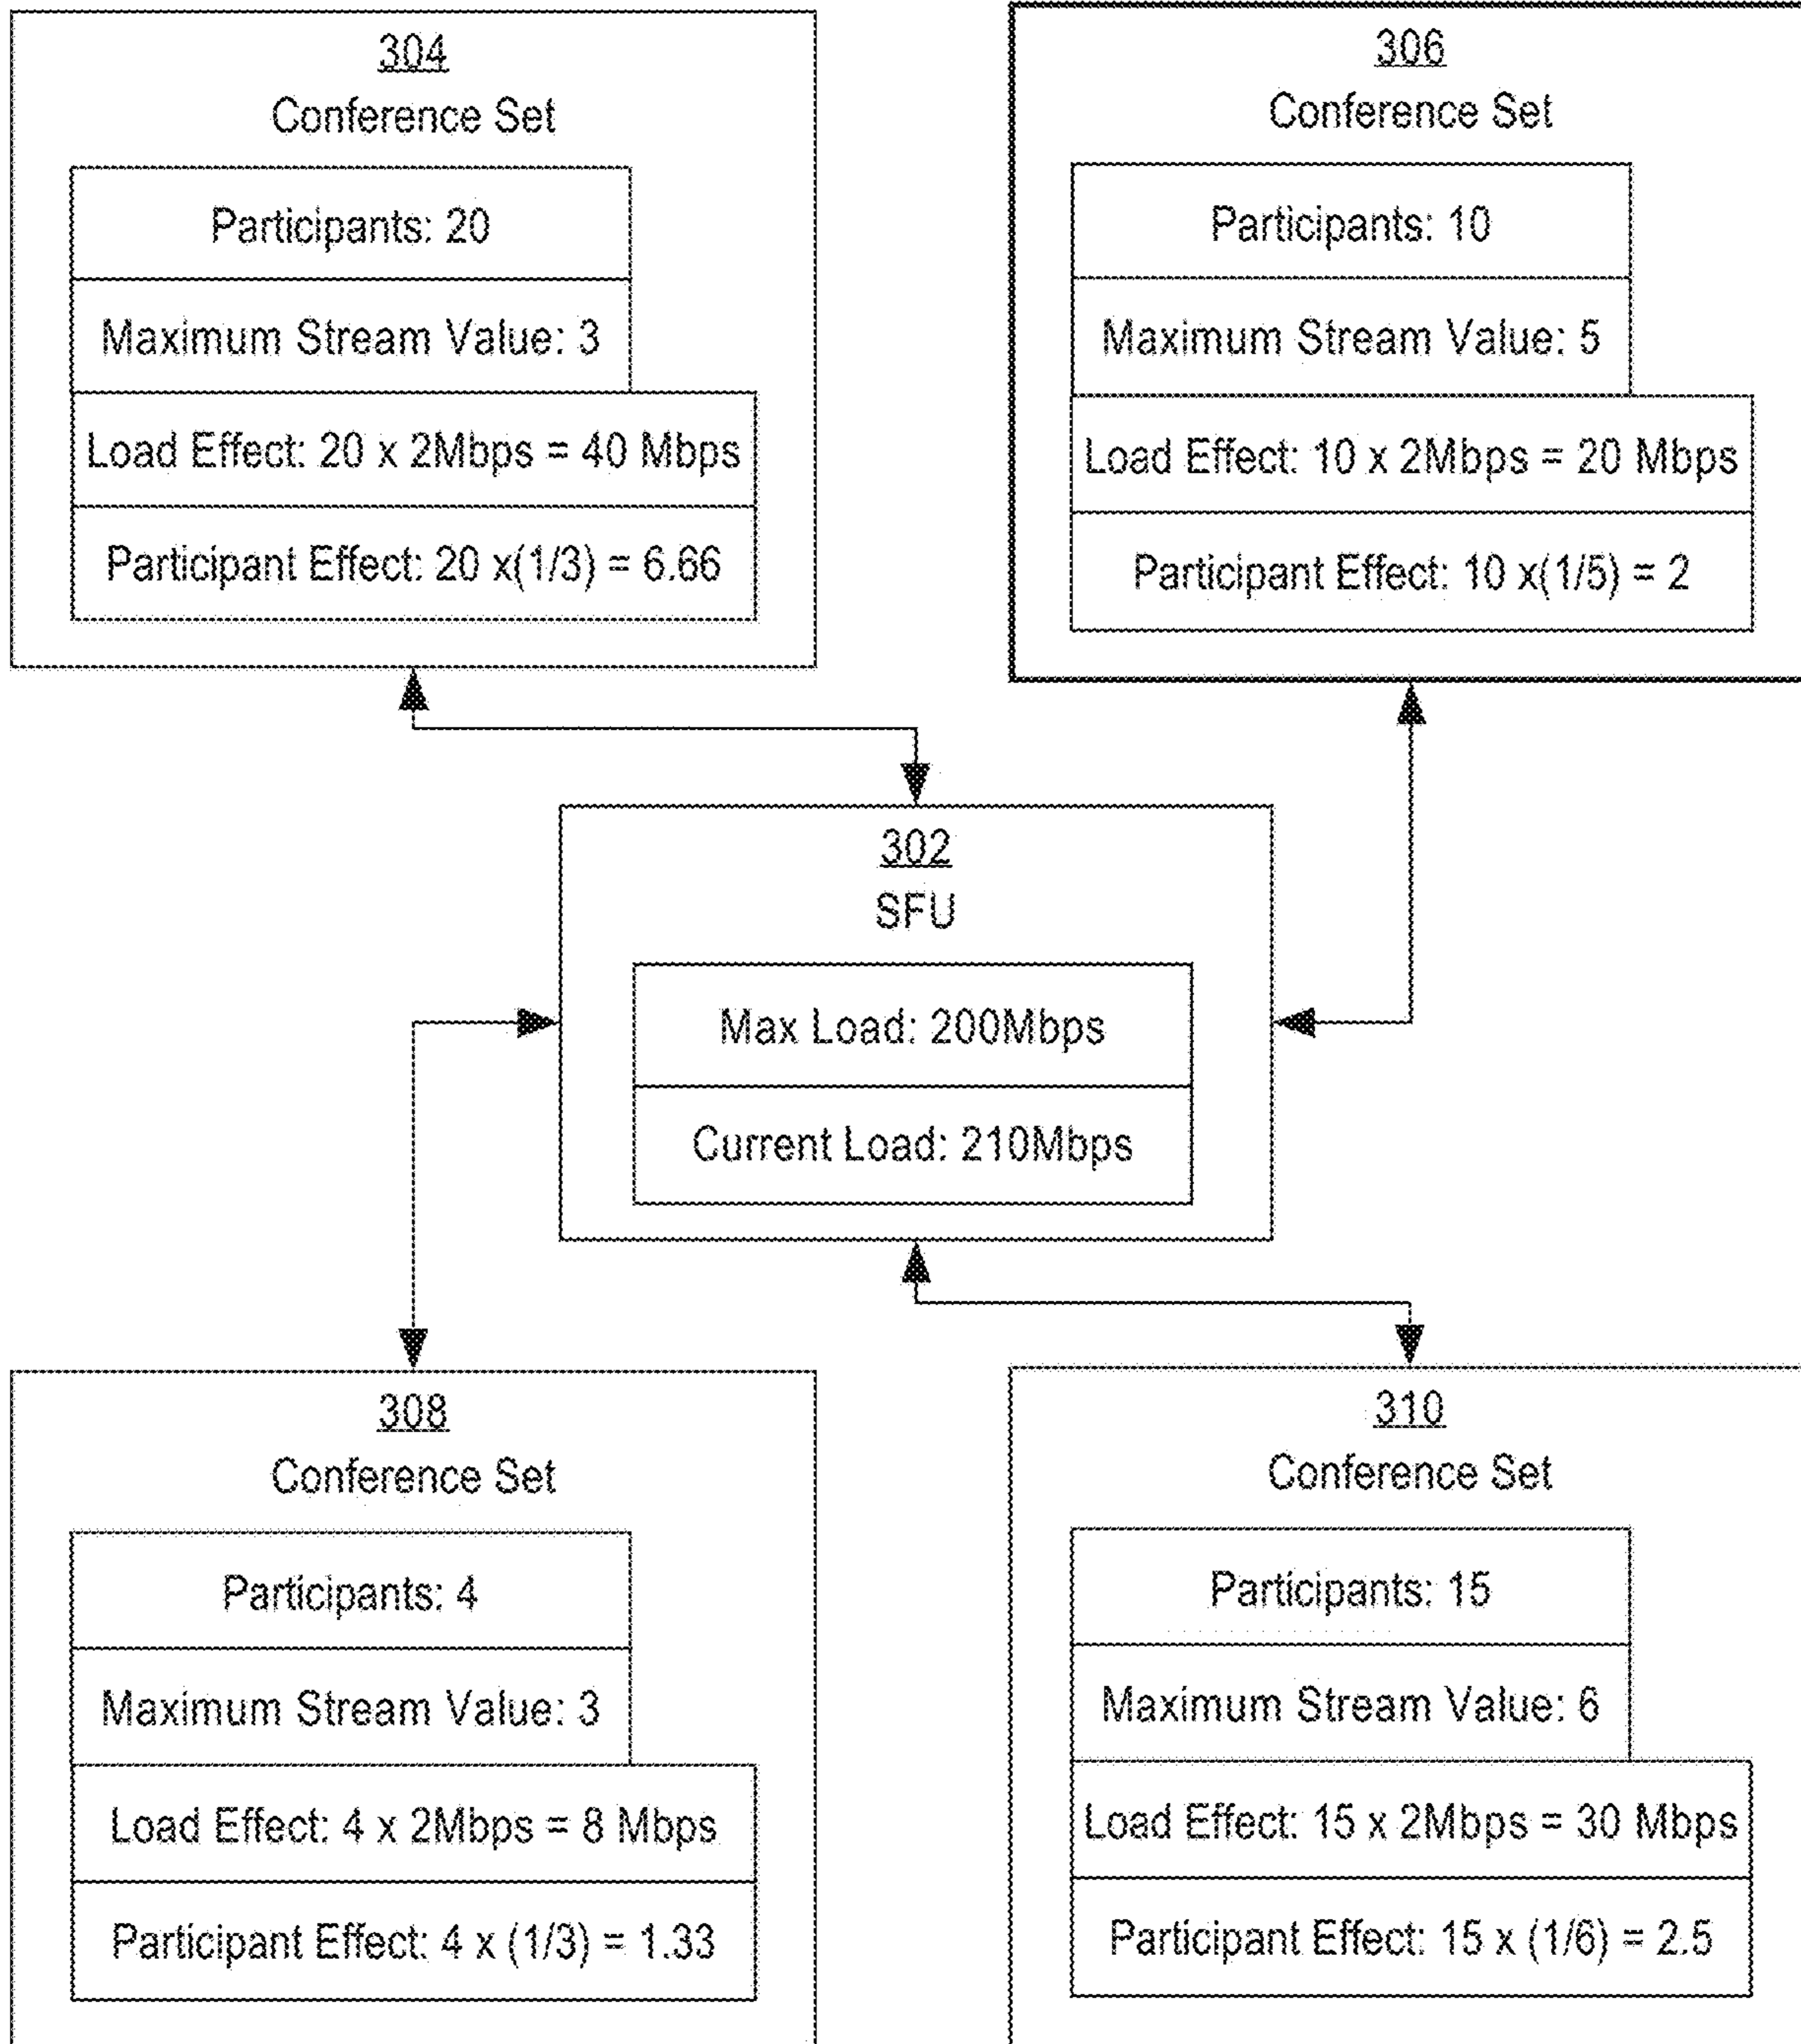 304
Conference Set
Participants: 20
Maximum Stream Value: 3
Load Effect: 20 x 2Mbps = 40 Mbps
Participant Effect: 20 x(1/3) = 6.66
306
Conference Set
Participants: 10
Maximum Stream Value: 5
Load Effect: 10 x 2Mbps = 20 Mbps
Participant Effect: 10 x(1/5) = 2
302
SFU
Max Load: 200Mbps
Current Load: 210Mbps
308
Conference Set
Participants: 4
Maximum Stream Value: 3
Load Effect: 4 x 2Mbps = 8 Mbps
Participant Effect: 4 x (1/3) = 1.33
310
Conference Set
Participants: 15
Maximum Stream Value: 6
Load Effect: 15 x 2Mbps = 30 Mbps
Participant Effect: 15 x (1/6) = 2.5